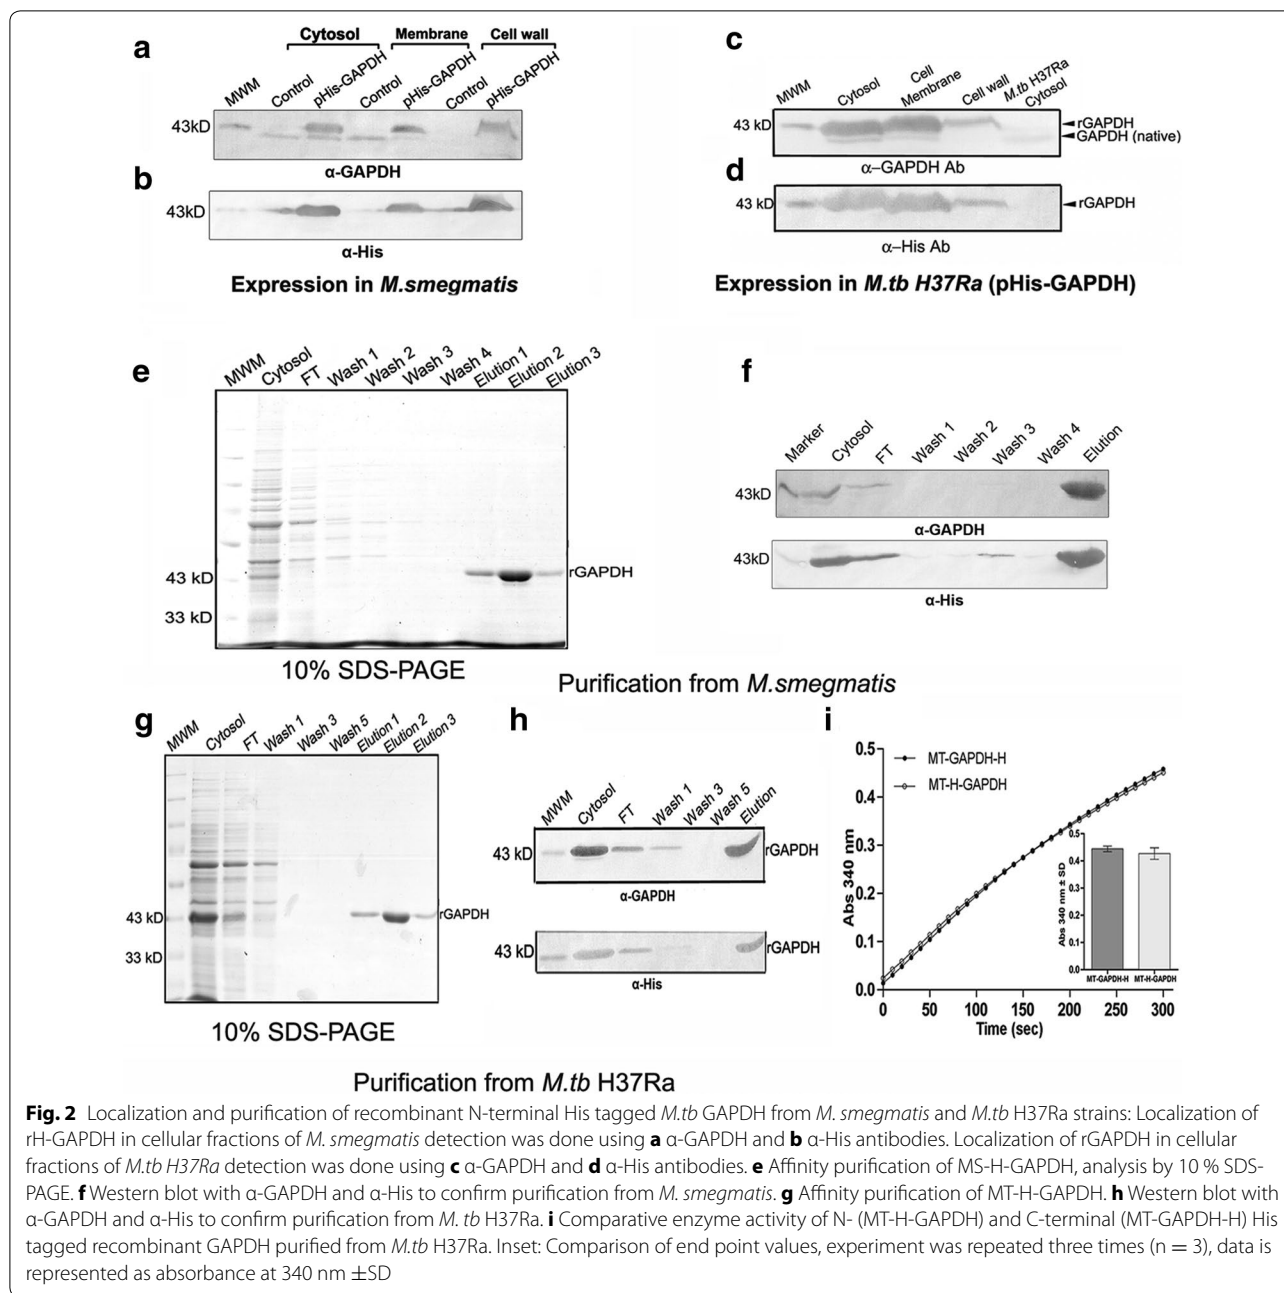 a
Cytosol Membrane Cell wall
MWM Control pHis-GAPDH Control pHis-GAPDH Control pHis-GAPDH
43kD
α-GAPDH
b
43kD
α-His
Expression in M.smegmatis
c
MWM Cytosol Cell Membrane Cell wall M.tb H37Ra Cytosol
43 kD
rGAPDH
GAPDH (native)
α–GAPDH Ab
d
43 kD
rGAPDH
α–His Ab
Expression in M.tb H37Ra (pHis-GAPDH)
e
MWM Cytosol FT Wash 1 Wash 2 Wash 3 Wash 4 Elution 1 Elution 2 Elution 3
43 kD
rGAPDH
33 kD
10% SDS-PAGE
f
Marker Cytosol FT Wash 1 Wash 2 Wash 3 Wash 4 Elution
43kD
α-GAPDH
43kD
α-His
Purification from M.smegmatis
g
MWM Cytosol FT Wash 1 Wash 3 Wash 5 Elution 1 Elution 2 Elution 3
43 kD
rGAPDH
33 kD
10% SDS-PAGE
h
MWM Cytosol FT Wash 1 Wash 3 Wash 5 Elution
43 kD
rGAPDH
α-GAPDH
43 kD
rGAPDH
α-His
i
MT-GAPDH-H
MT-H-GAPDH
Abs 340 nm
0.5
0.4
0.3
0.2
0.1
0.0
0 50 100 150 200 250 300
Time (sec)
Abs 340 nm ± SD
0.5
0.4
0.3
0.2
0.1
0.0
MT-GAPDH-H MT-H-GAPDH
Purification from M.tb H37Ra
Fig. 2 Localization and purification of recombinant N-terminal His tagged M.tb GAPDH from M. smegmatis and M.tb H37Ra strains: Localization of
rH-GAPDH in cellular fractions of M. smegmatis detection was done using a α-GAPDH and b α-His antibodies. Localization of rGAPDH in cellular
fractions of M.tb H37Ra detection was done using c α-GAPDH and d α-His antibodies. e Affinity purification of MS-H-GAPDH, analysis by 10 % SDS-
PAGE. f Western blot with α-GAPDH and α-His to confirm purification from M. smegmatis. g Affinity purification of MT-H-GAPDH. h Western blot with
α-GAPDH and α-His to confirm purification from M. tb H37Ra. i Comparative enzyme activity of N- (MT-H-GAPDH) and C-terminal (MT-GAPDH-H) His
tagged recombinant GAPDH purified from M.tb H37Ra. Inset: Comparison of end point values, experiment was repeated three times (n = 3), data is
represented as absorbance at 340 nm ±SD